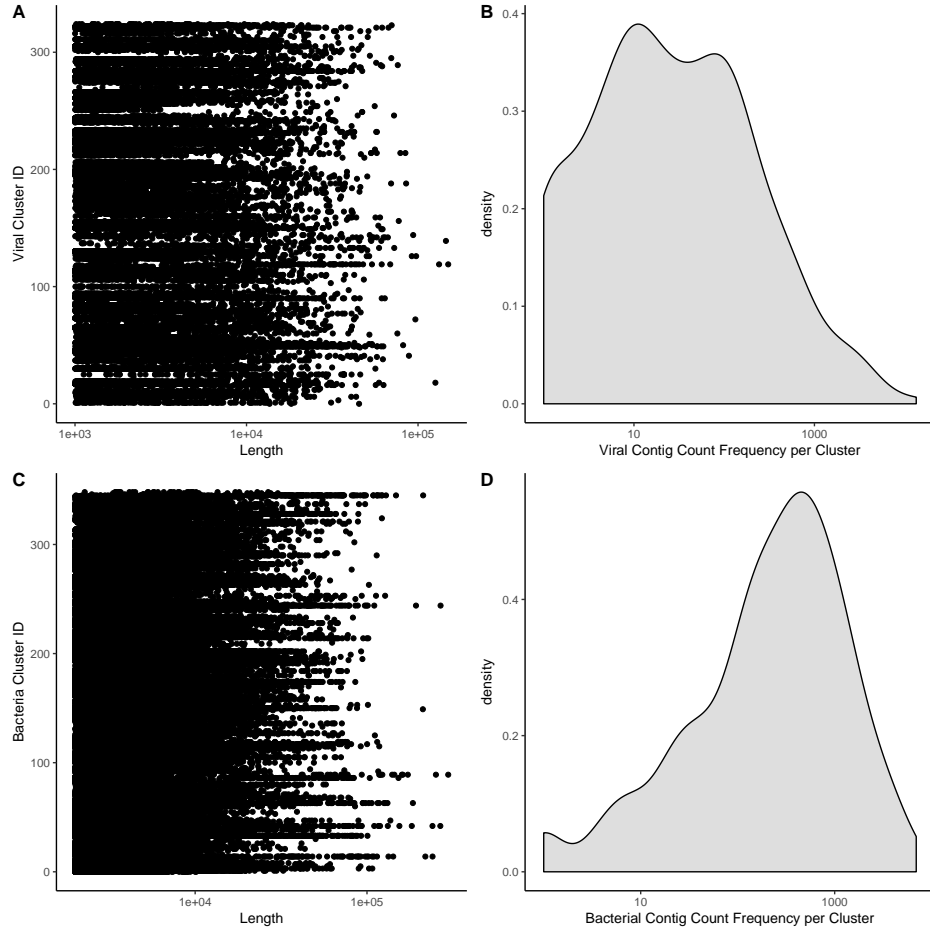 A
300
200
100
0
Viral Cluster ID
1e+03
1e+04
1e+05
Length
B
0.4
0.3
0.2
0.1
0.0
density
10
1000
Viral Contig Count Frequency per Cluster
C
300
200
100
0
Bacteria Cluster ID
1e+04
1e+05
Length
D
0.4
0.2
0.0
density
10
1000
Bacterial Contig Count Frequency per Cluster